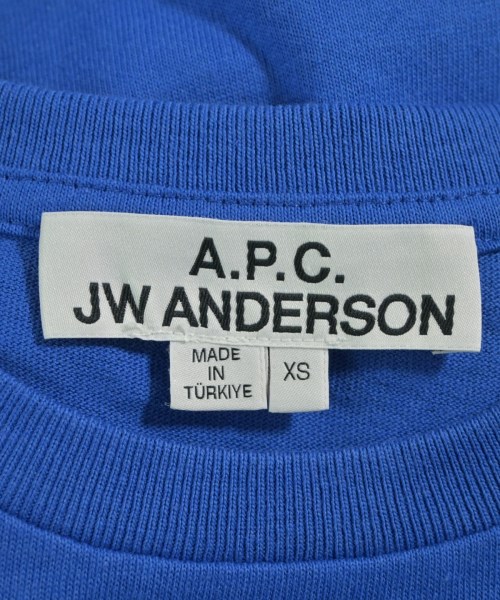 A.P.C.
JW ANDERSON
MADE
IN
TÜRKIYE
XS